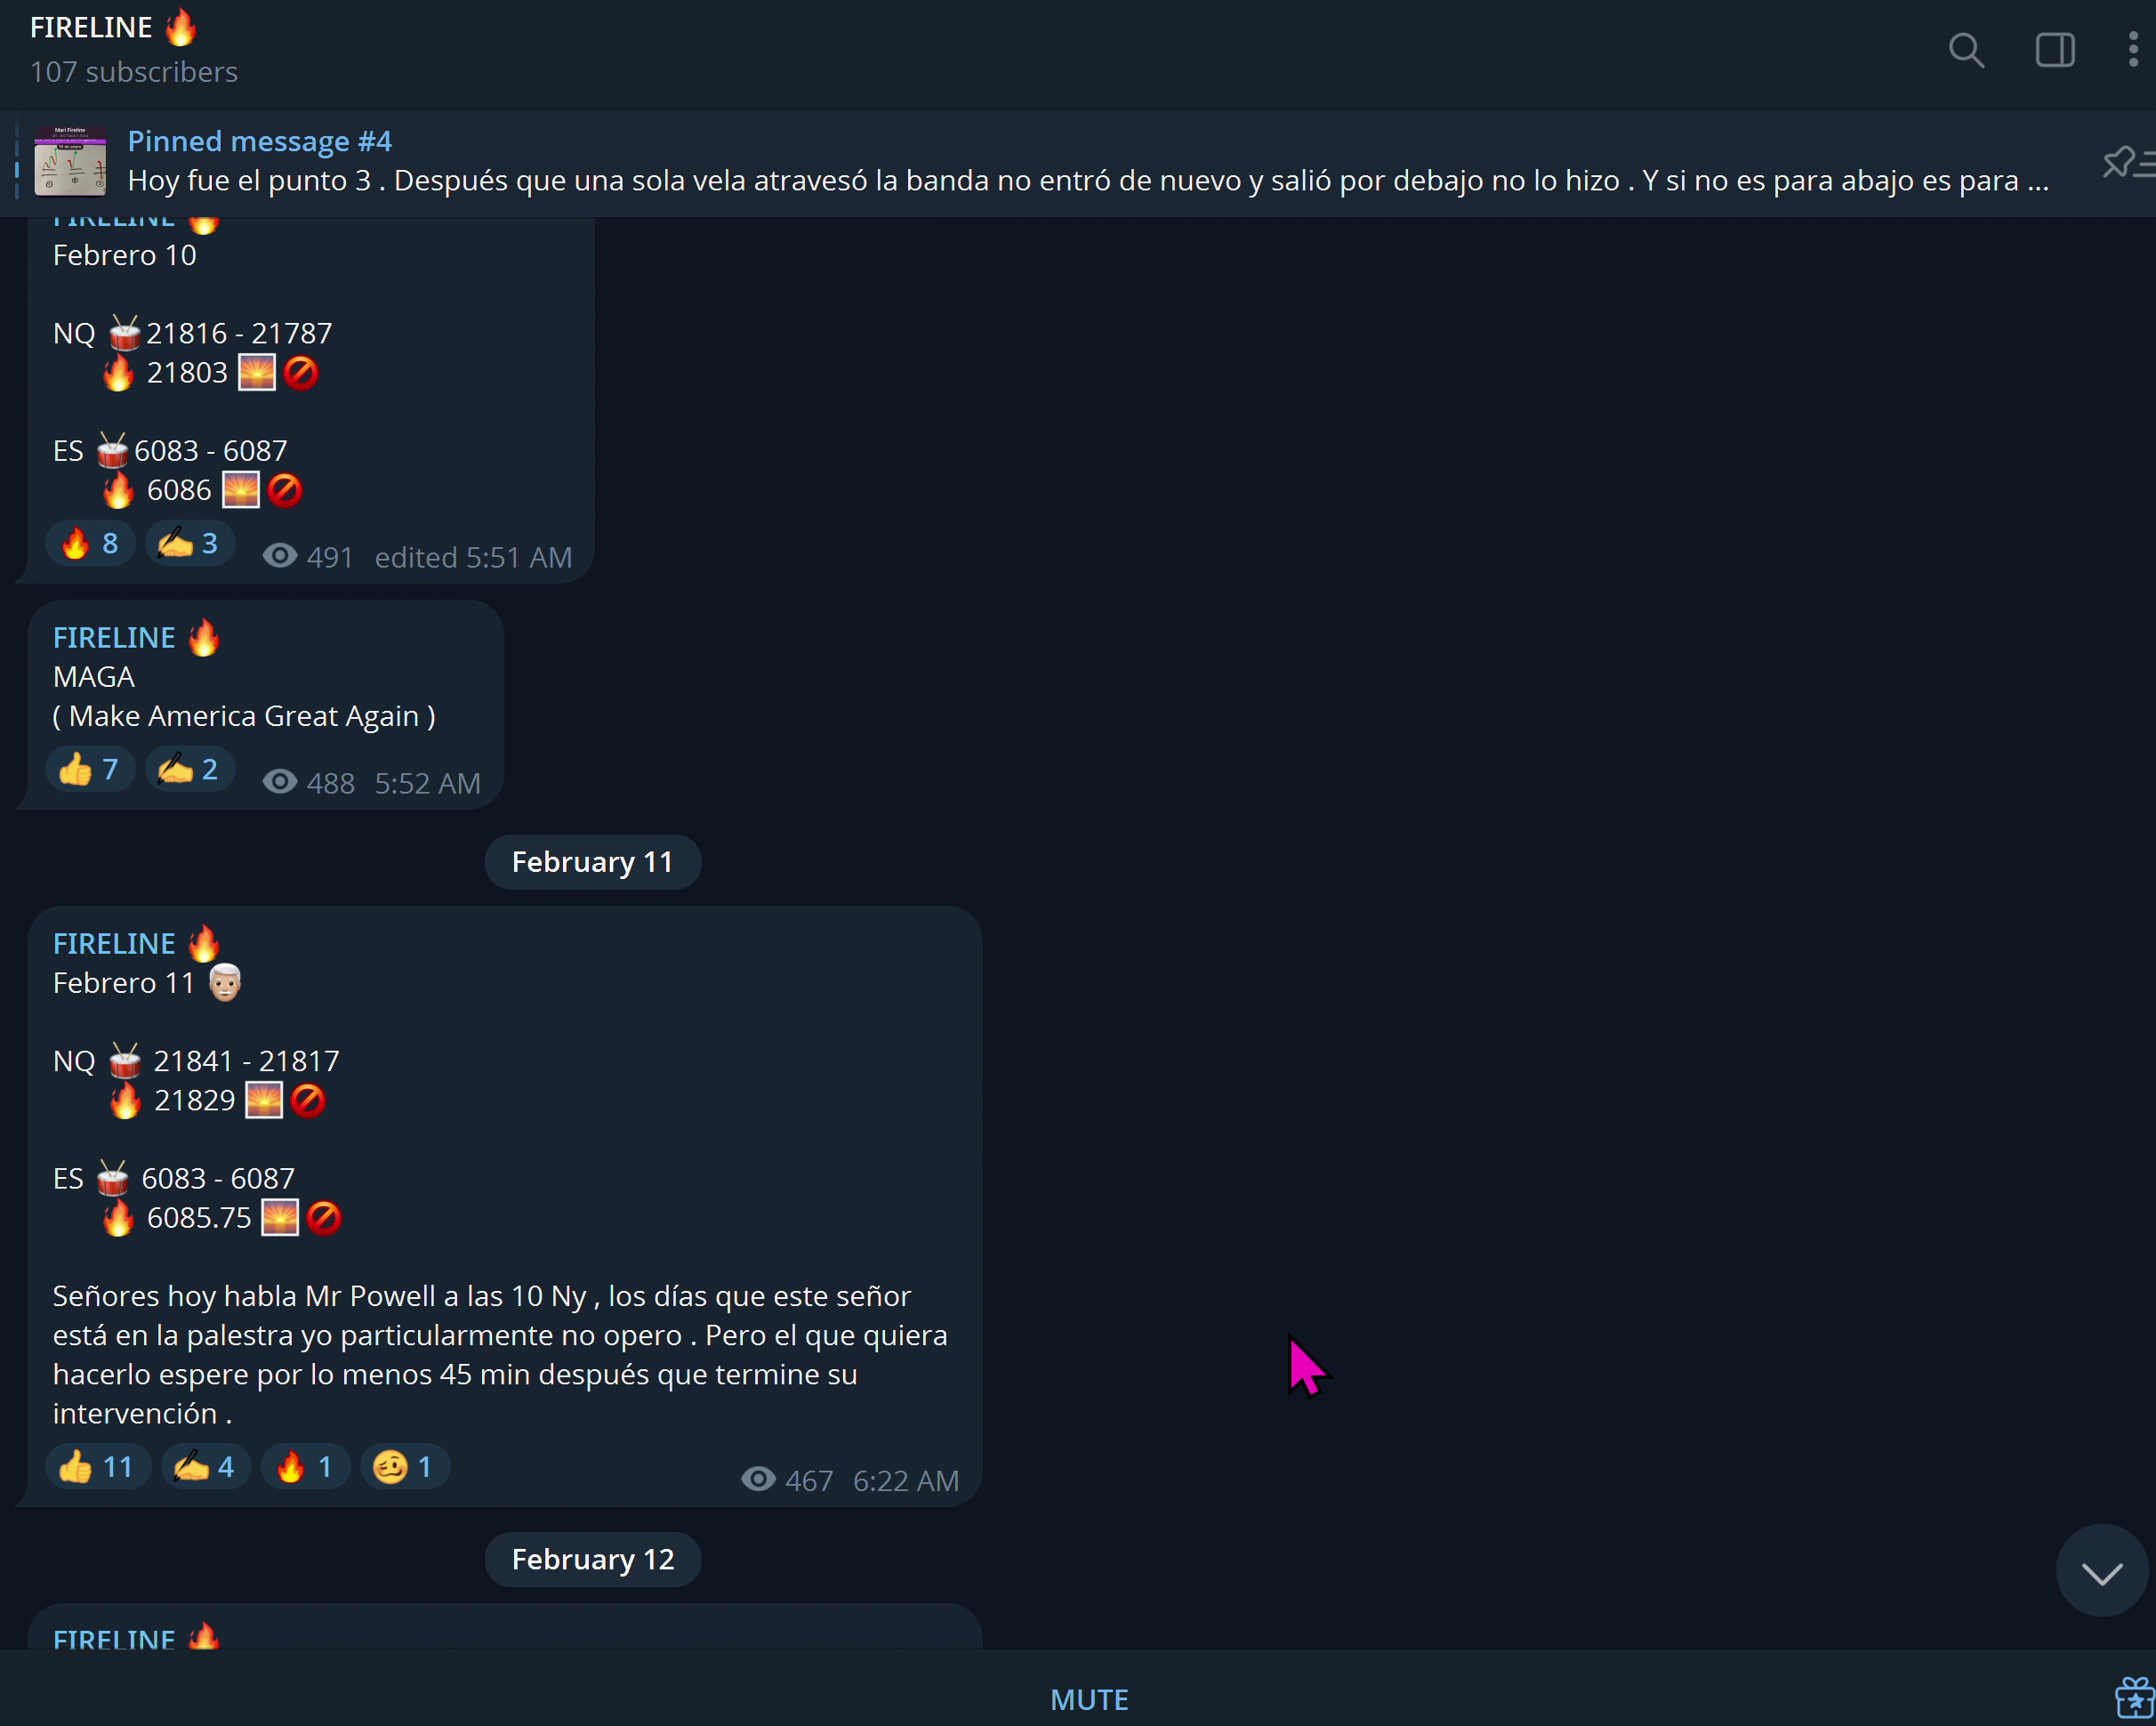 FIRELINE 🔥
107 subscribers
Pinned message #4
Hoy fue el punto 3 . Después que una sola vela atravesó la banda no entró de nuevo y salió por debajo no lo hizo . Y si no es para abajo es para ...
FIRELINE 🔥
Febrero 10
NQ 🥁21816 - 21787
🔥 21803 🌅🚫
ES 🥁6083 - 6087
🔥 6086 🌅🚫
🔥 8 ✍️ 3 491 edited 5:51 AM
FIRELINE 🔥
MAGA
( Make America Great Again )
👍 7 ✍️ 2 488 5:52 AM
February 11
FIRELINE 🔥
Febrero 11 👨🏼‍🦳
NQ 🥁 21841 - 21817
🔥 21829 🌅🚫
ES 🥁 6083 - 6087
🔥 6085.75 🌅🚫
Señores hoy habla Mr Powell a las 10 Ny , los días que este señor
está en la palestra yo particularmente no opero . Pero el que quiera
hacerlo espere por lo menos 45 min después que termine su
intervención .
👍 11 ✍️ 4 🔥 1 🥴 1 467 6:22 AM
February 12
FIRELINE 🔥
MUTE